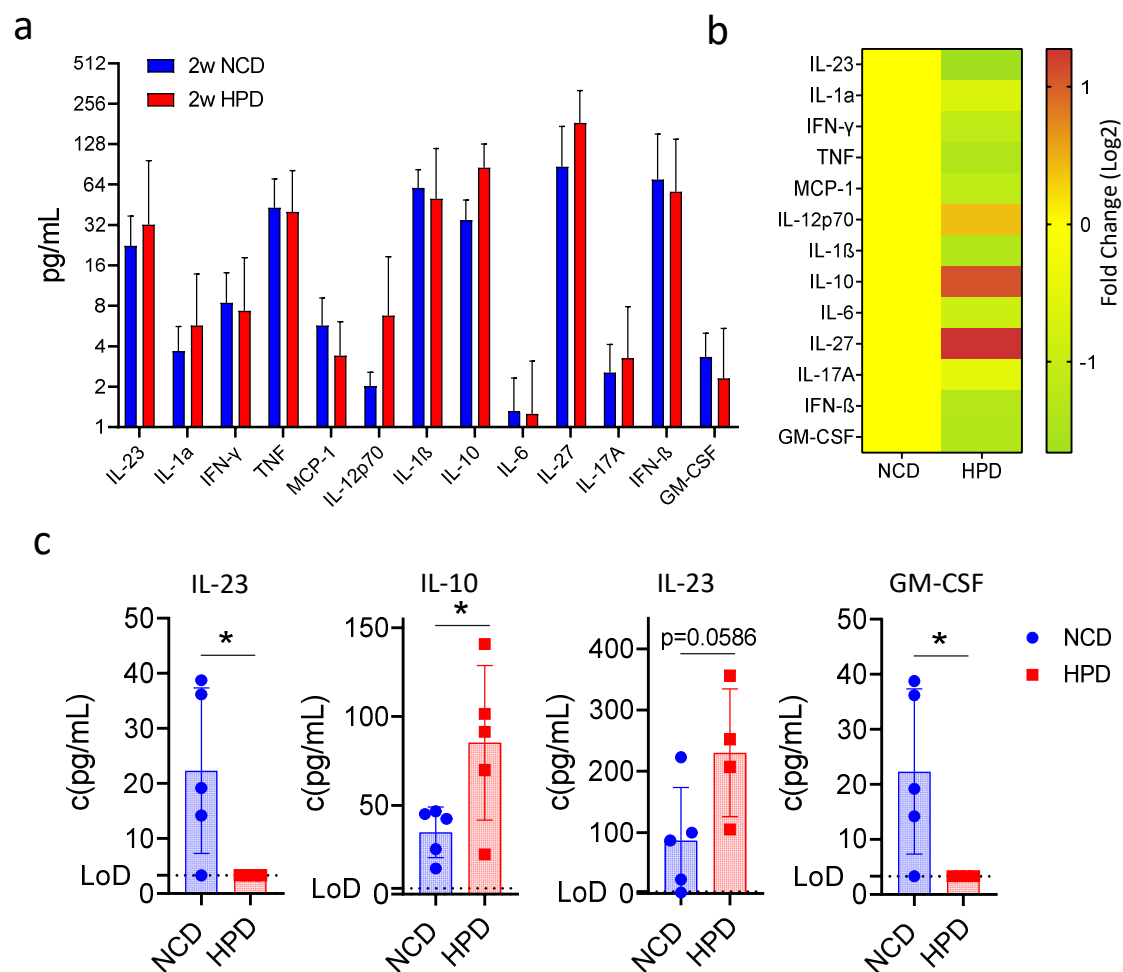 a
pg/mL
512
256
128
64
32
16
8
4
2
1
2w NCD
2w HPD
IL-23
IL-1a
IFN-γ
TNF
MCP-1
IL-12p70
IL-1ß
IL-10
IL-6
IL-27
IL-17A
IFN-ß
GM-CSF
b
IL-23
IL-1a
IFN-γ
TNF
MCP-1
IL-12p70
IL-1ß
IL-10
IL-6
IL-27
IL-17A
IFN-ß
GM-CSF
NCD HPD
1
0
-1
Fold Change (Log2)
c
IL-23
*
c(pg/mL)
50
40
30
20
10
0
LoD
NCD
HPD
IL-10
*
c(pg/mL)
150
100
50
0
LoD
NCD
HPD
IL-23
p=0.0586
c(pg/mL)
400
300
200
100
0
LoD
NCD
HPD
GM-CSF
*
c(pg/mL)
50
40
30
20
10
0
LoD
NCD
HPD
NCD
HPD